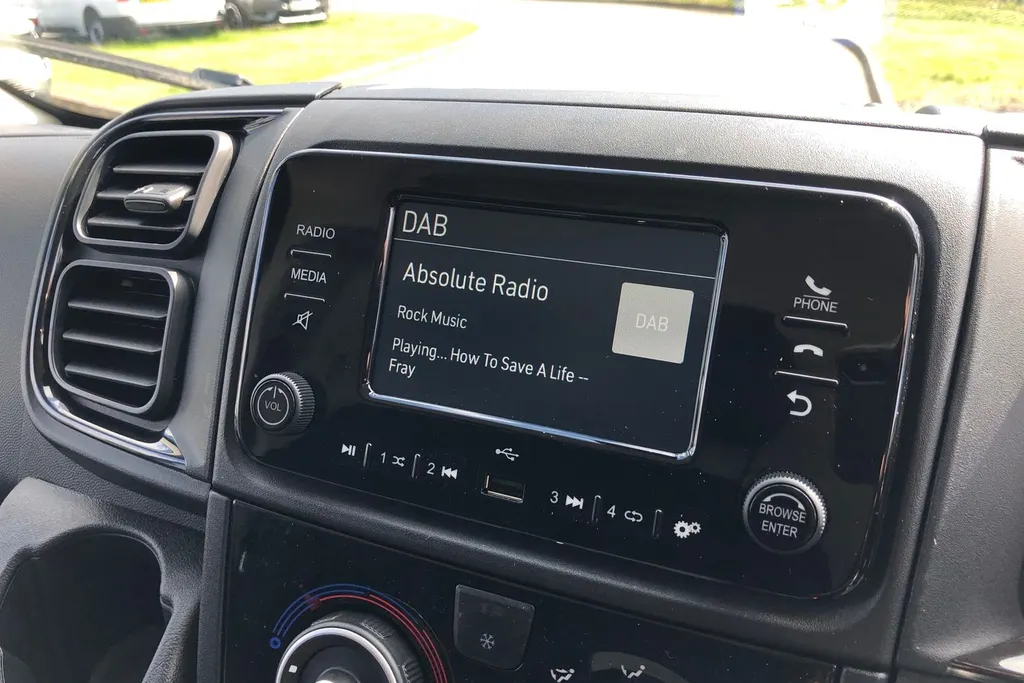 DAB
RADIO
Absolute Radio
MEDIA
Rock Music
DAB
PHONE
Playing... How To Save A Life --
Fray
VOL
1
2
3
4
BROWSE
ENTER